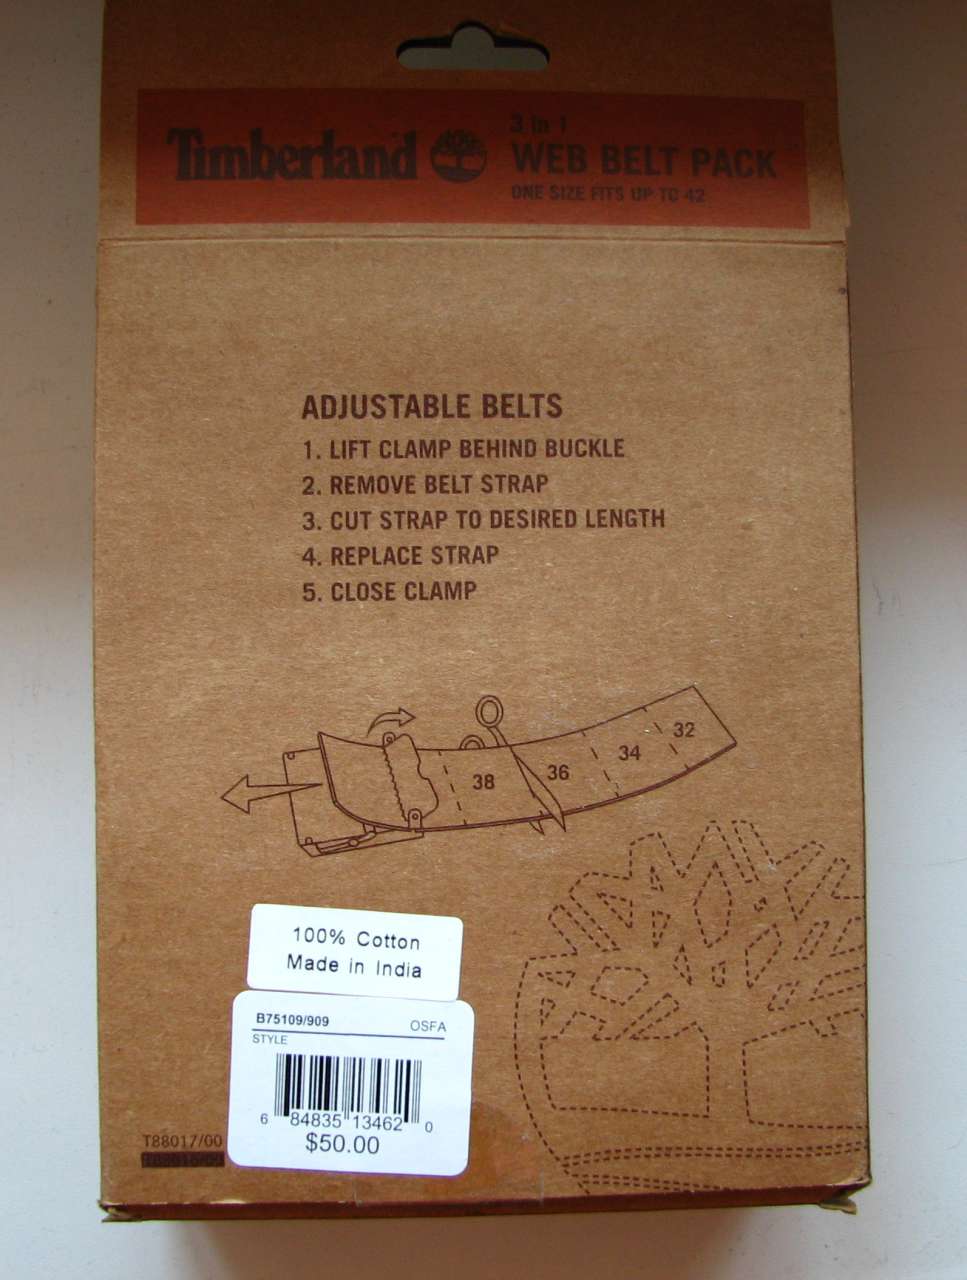 Timberland
3 in 1
WEB BELT PACK
ONE SIZE FITS UP TO 42
ADJUSTABLE BELTS
1. LIFT CLAMP BEHIND BUCKLE
2. REMOVE BELT STRAP
3. CUT STRAP TO DESIRED LENGTH
4. REPLACE STRAP
5. CLOSE CLAMP
38 36 34 32
100% Cotton
Made in India
B75109/909 OSFA
STYLE
6 84835 13462 0
$50.00
T88017/00